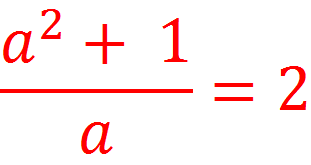 a² + 1
a
= 2